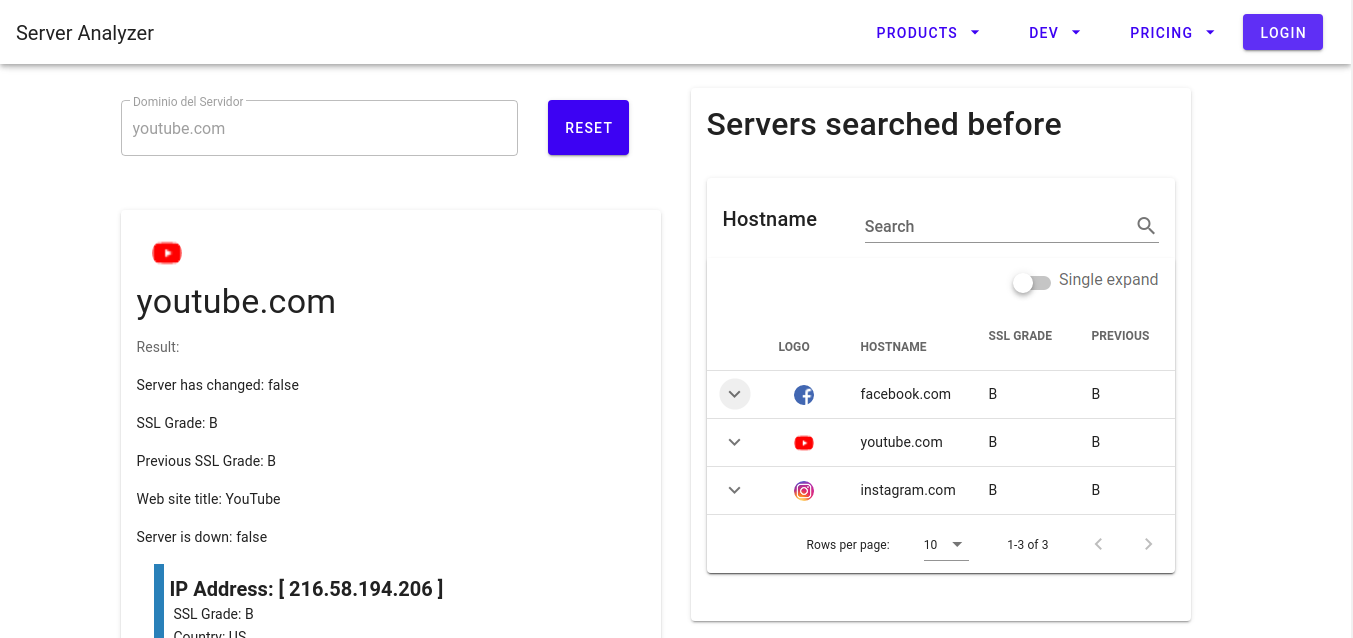 Server Analyzer
PRODUCTS
DEV
PRICING
LOGIN
Dominio del Servidor
youtube.com
RESET
youtube.com
Result:
Server has changed: false
SSL Grade: B
Previous SSL Grade: B
Web site title: YouTube
Server is down: false
IP Address: [ 216.58.194.206 ]
SSL Grade: B
Country: US
Servers searched before
Hostname
Search
Single expand
LOGO HOSTNAME SSL GRADE PREVIOUS
facebook.com B B
youtube.com B B
instagram.com B B
Rows per page: 10 1-3 of 3